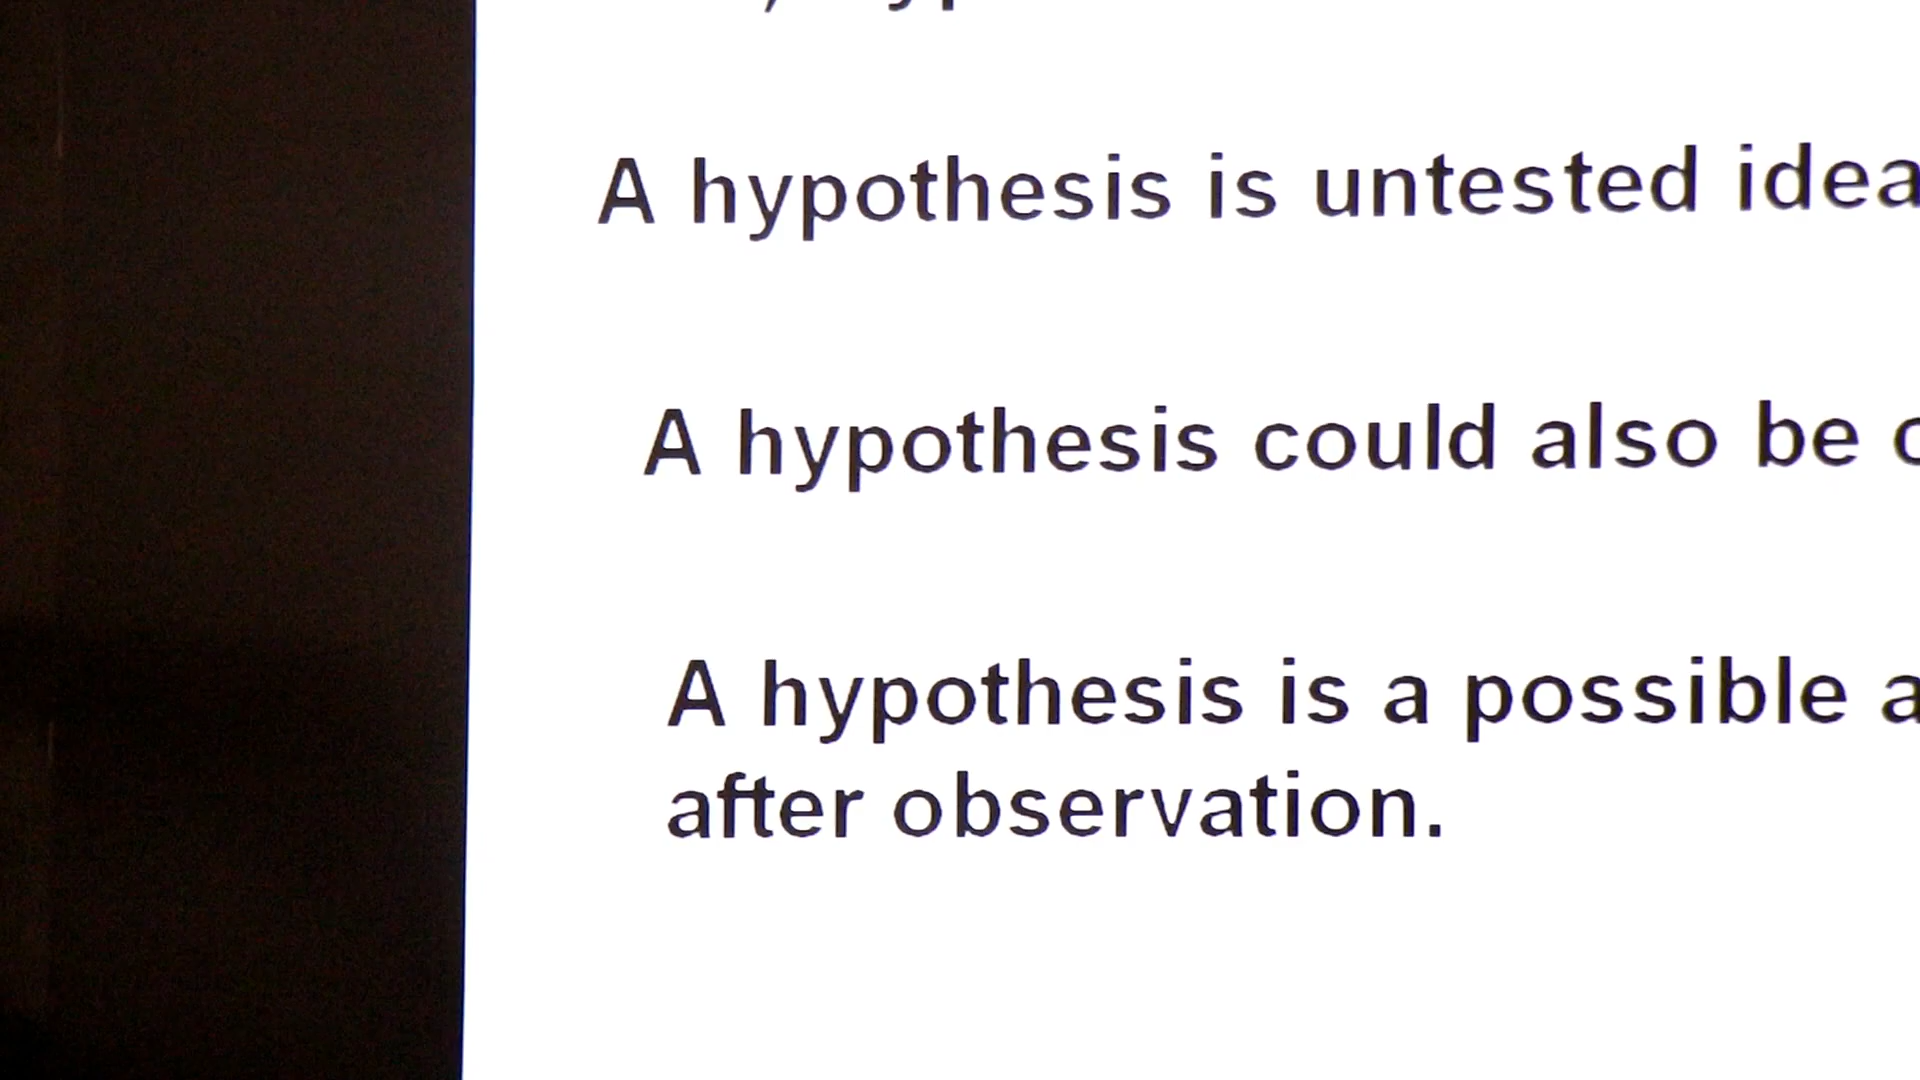 A hypothesis is untested idea
A hypothesis could also be
A hypothesis is a possible
after observation.